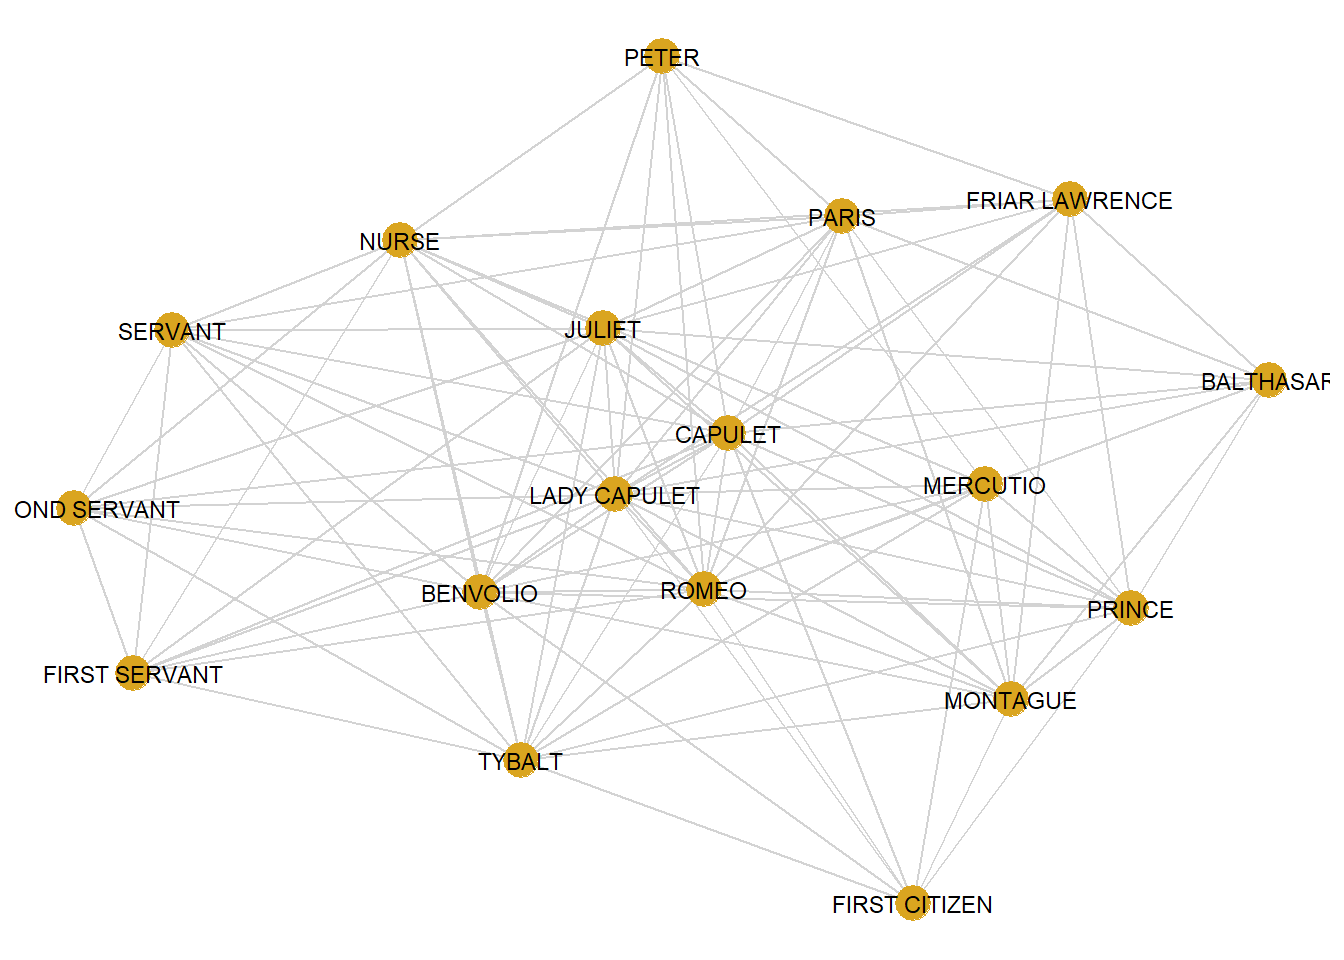 PETER
FRIAR LAWRENCE
PARIS
NURSE
JULIET
SERVANT
BALTHASAR
CAPULET
MERCUTIO
LADY CAPULET
OND SERVANT
ROMEO
BENVOLIO
PRINCE
FIRST SERVANT
MONTAGUE
TYBALT
FIRST CITIZEN